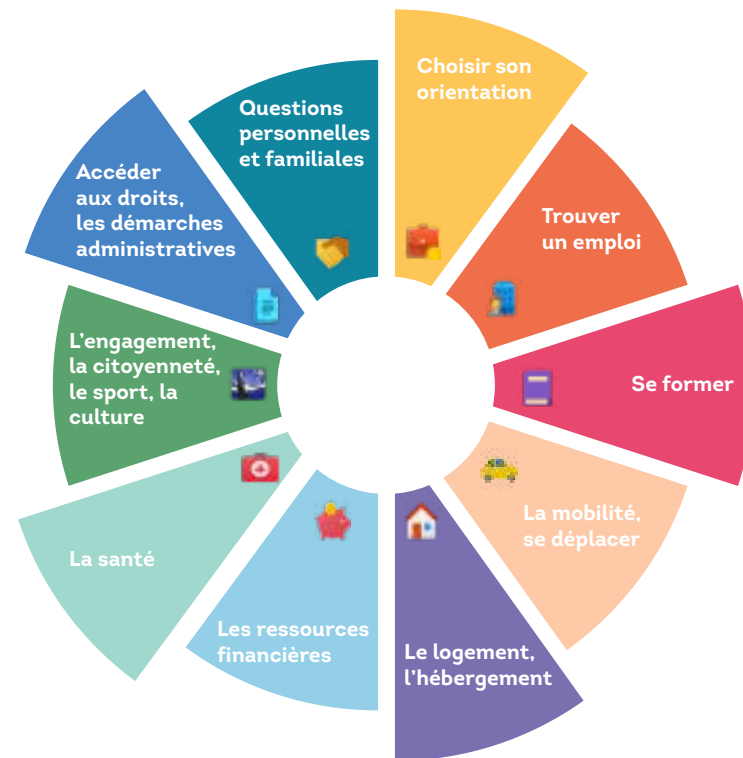 Choisir son
orientation
Trouver
un emploi
Se former
La mobilité,
se déplacer
Le logement,
l'hébergement
Les ressources
financières
La santé
L'engagement,
la citoyenneté,
le sport, la
culture
Accéder
aux droits,
les démarches
administratives
Questions
personnelles
et familiales